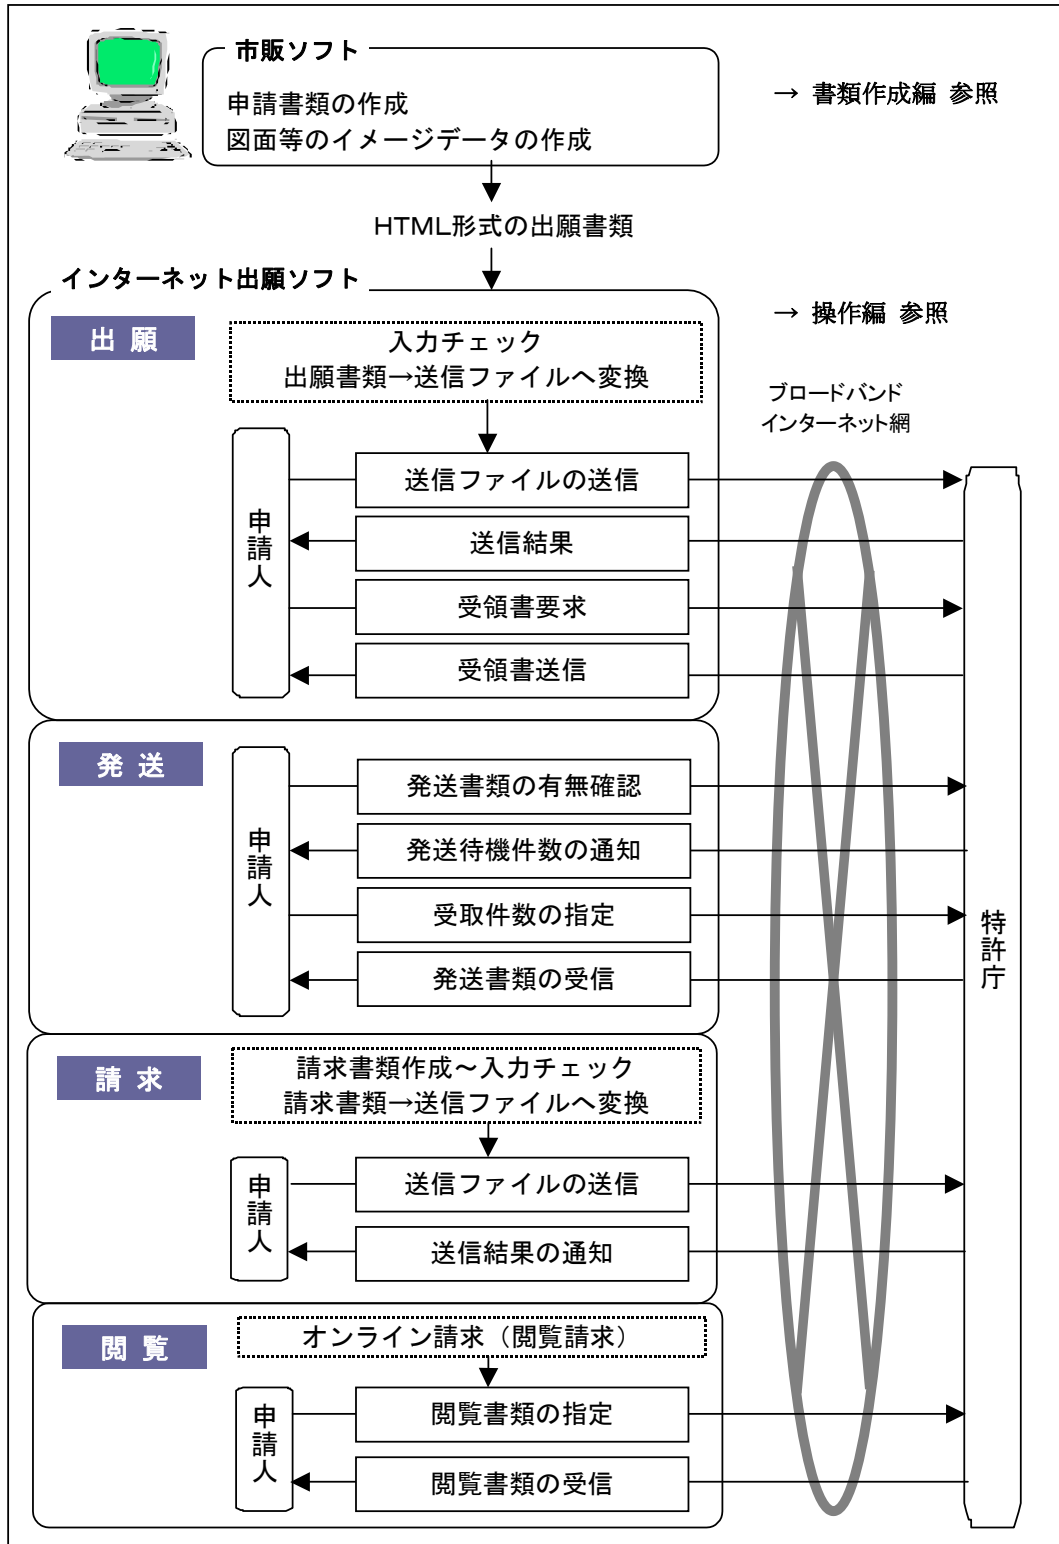 市販ソフト
申請書類の作成
図面等のイメージデータの作成
→ 書類作成編 参照
HTML形式の出願書類
インターネット出願ソフト
→ 操作編 参照
出 願
入力チェック
出願書類→送信ファイルへ変換
ブロードバンド
インターネット網
申請人
送信ファイルの送信
送信結果
受領書要求
受領書送信
発 送
申請人
発送書類の有無確認
発送待機件数の通知
受取件数の指定
発送書類の受信
特許庁
請 求
請求書類作成～入力チェック
請求書類→送信ファイルへ変換
申請人
送信ファイルの送信
送信結果の通知
閲 覧
オンライン請求（閲覧請求）
申請人
閲覧書類の指定
閲覧書類の受信